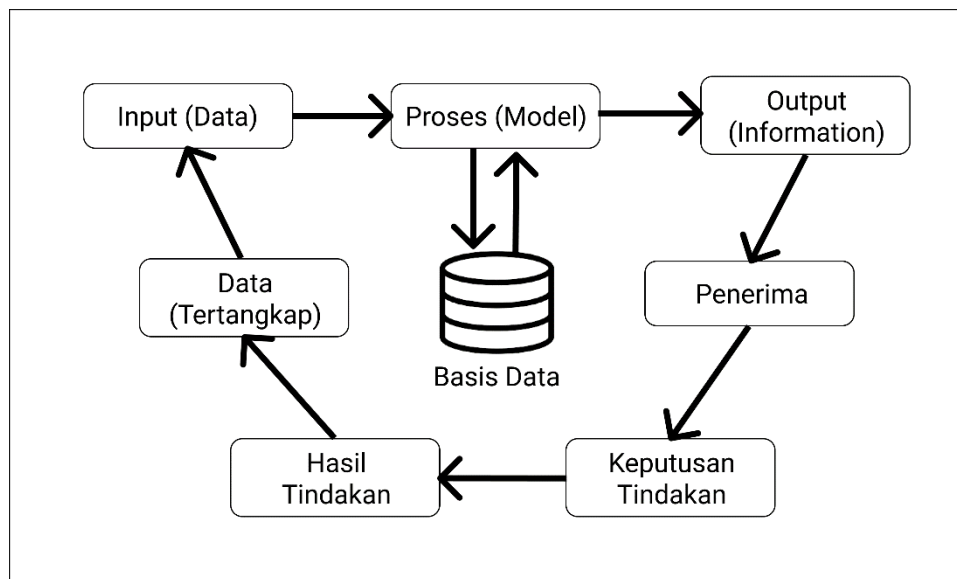 Input (Data)
Proses (Model)
Output
(Information)
Data
(Tertangkap)
Penerima
Basis Data
Hasil
Tindakan
Keputusan
Tindakan